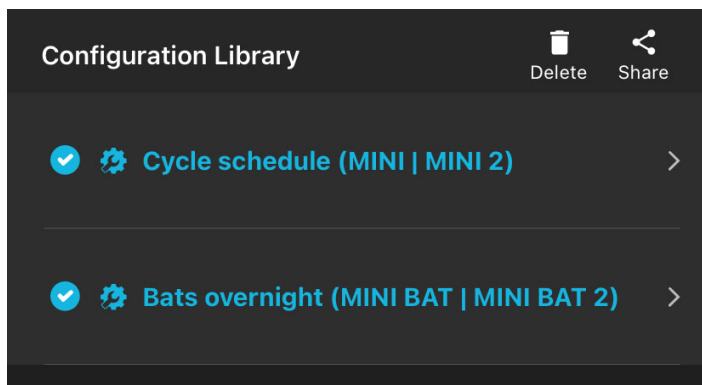 Configuration Library
Delete
Share
Cycle schedule (MINI | MINI 2)
Bats overnight (MINI BAT | MINI BAT 2)